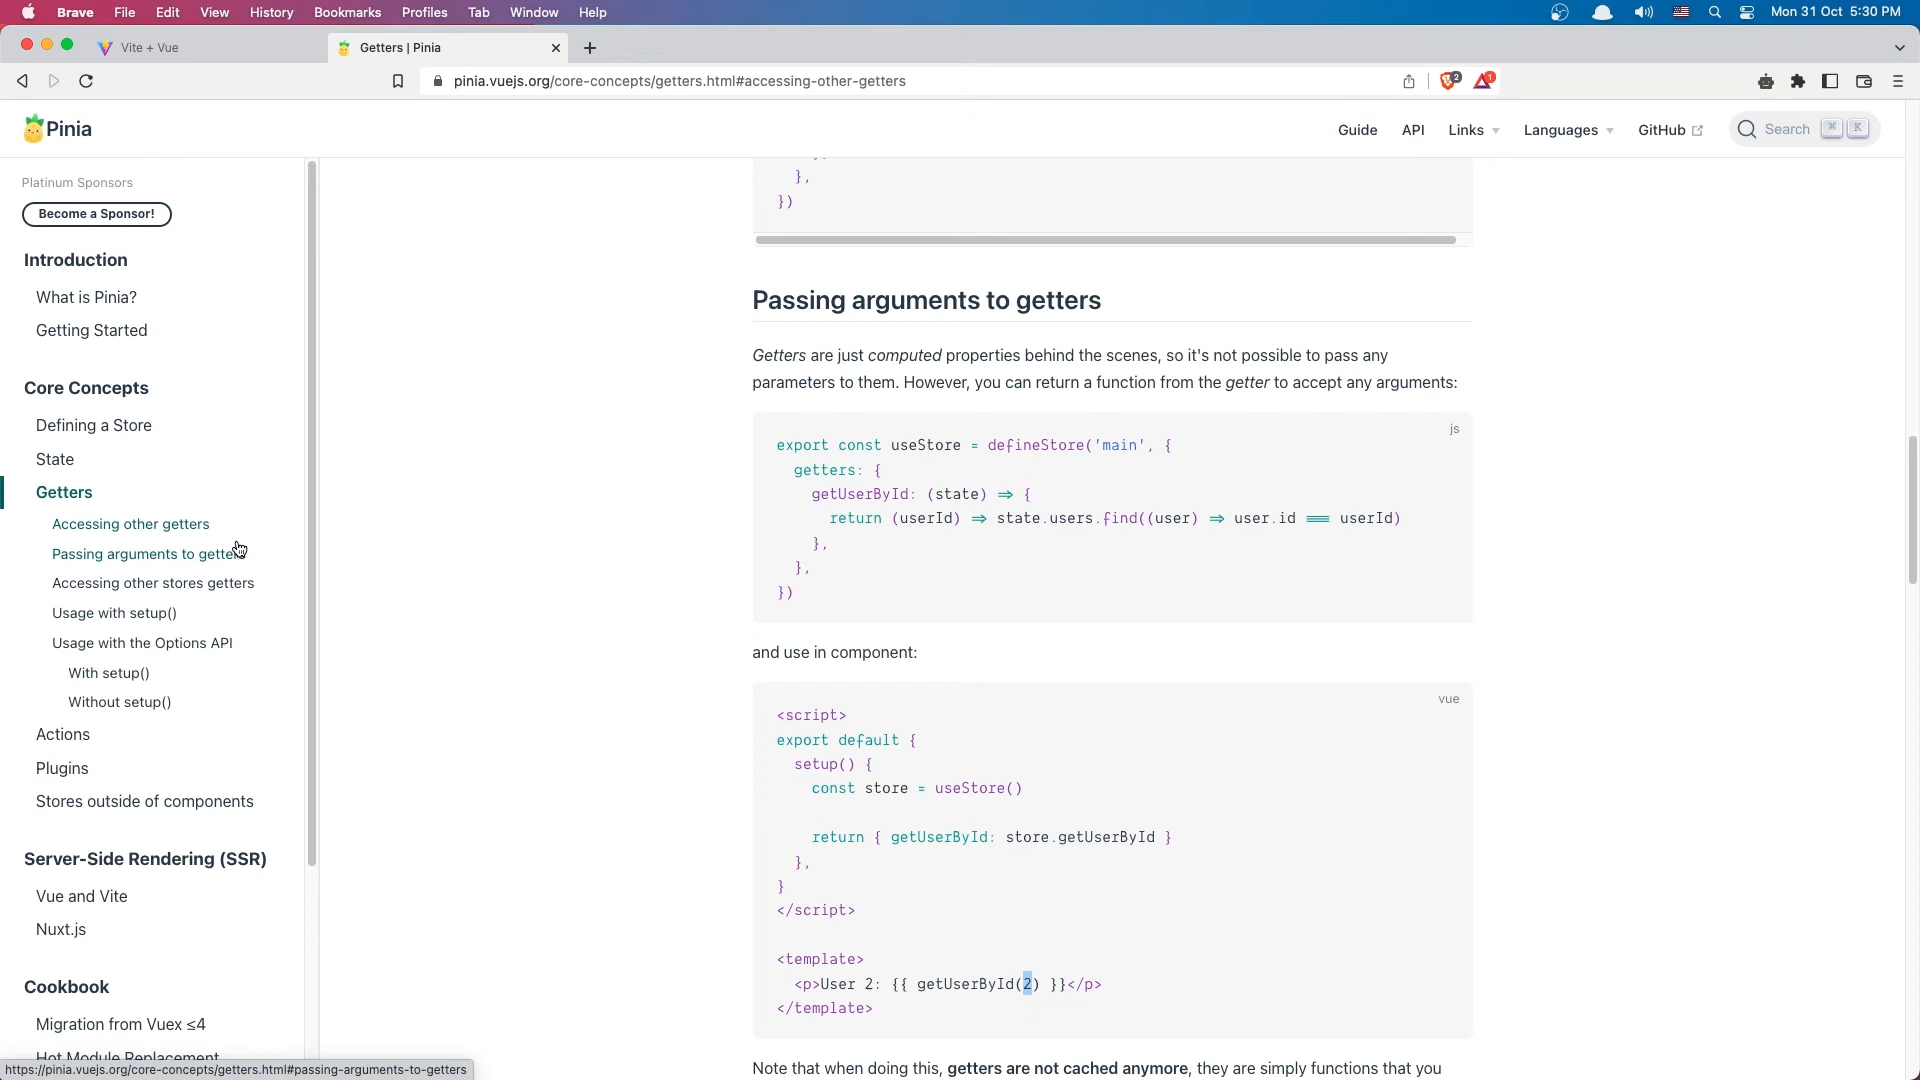 Brave File Edit View History Bookmarks Profiles Tab Window Help Mon 31 Oct 5:30 PM
Vite + Vue
Getters | Pinia
pinia.vuejs.org/core-concepts/getters.html#accessing-other-getters
2
1
Pinia
Guide API Links Languages GitHub Search ⌘ K
Platinum Sponsors
Become a Sponsor!
Introduction
What is Pinia?
Getting Started
Core Concepts
Defining a Store
State
Getters
Accessing other getters
Passing arguments to getters
Accessing other stores getters
Usage with setup()
Usage with the Options API
With setup()
Without setup()
Actions
Plugins
Stores outside of components
Server-Side Rendering (SSR)
Vue and Vite
Nuxt.js
Cookbook
Migration from Vuex ≤4
Hot Module Replacement
https://pinia.vuejs.org/core-concepts/getters.html#passing-arguments-to-getters
},
})
Passing arguments to getters
Getters are just computed properties behind the scenes, so it's not possible to pass any
parameters to them. However, you can return a function from the getter to accept any arguments:
js
export const useStore = defineStore('main', {
getters: {
getUserById: (state) => {
return (userId) => state.users.find((user) => user.id === userId)
},
},
})
and use in component:
vue
<script>
export default {
setup() {
const store = useStore()
return { getUserById: store.getUserById }
},
}
</script>
<template>
<p>User 2: {{ getUserById(2) }}</p>
</template>
Note that when doing this, getters are not cached anymore, they are simply functions that you